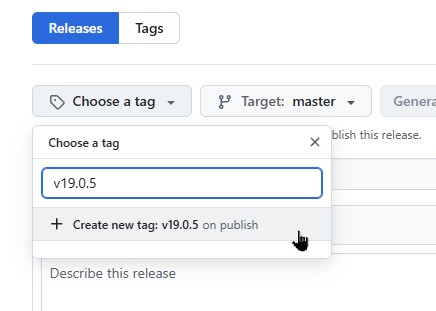 Releases Tags
Choose a tag Target: master Genera
Choose a tag blish this release.
v19.0.5
Create new tag: v19.0.5 on publish
Describe this release